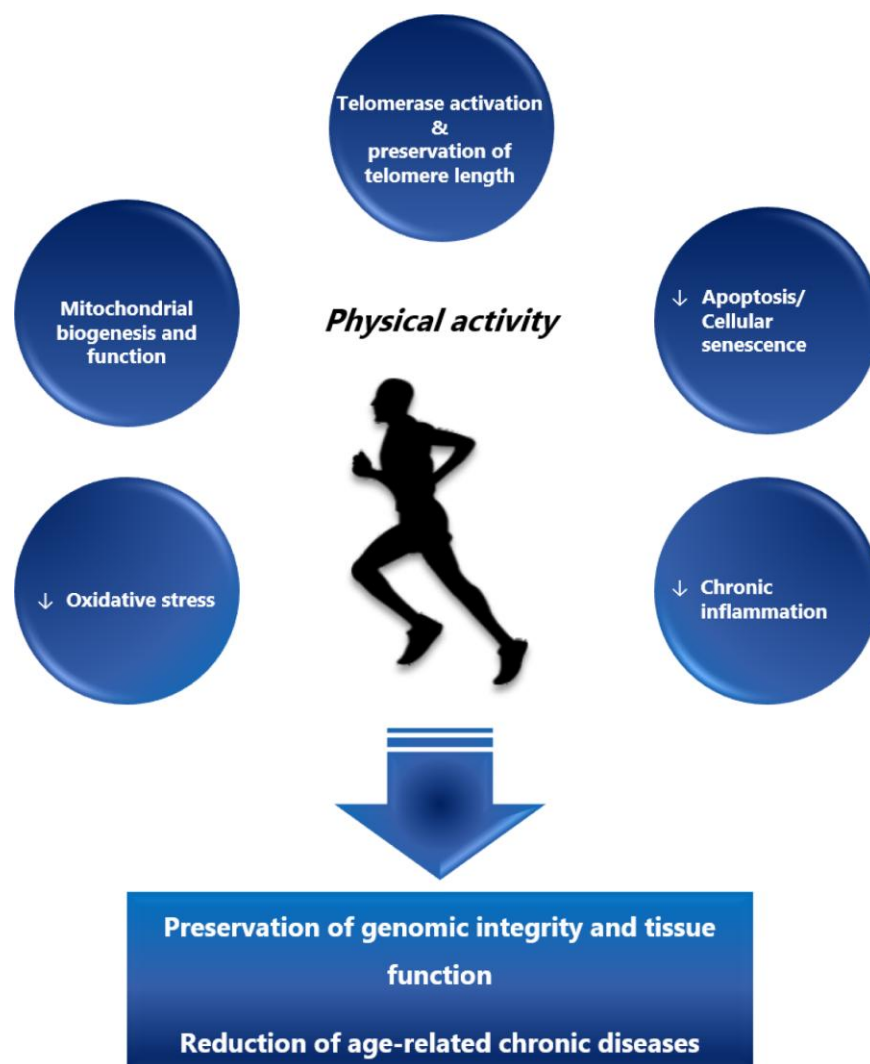 Telomerase activation
&
preservation of
telomere length
Mitochondrial
biogenesis and
function
Physical activity
↓ Apoptosis/
Cellular
senescence
↓ Oxidative stress
↓ Chronic
inflammation
Preservation of genomic integrity and tissue
function
Reduction of age-related chronic diseases